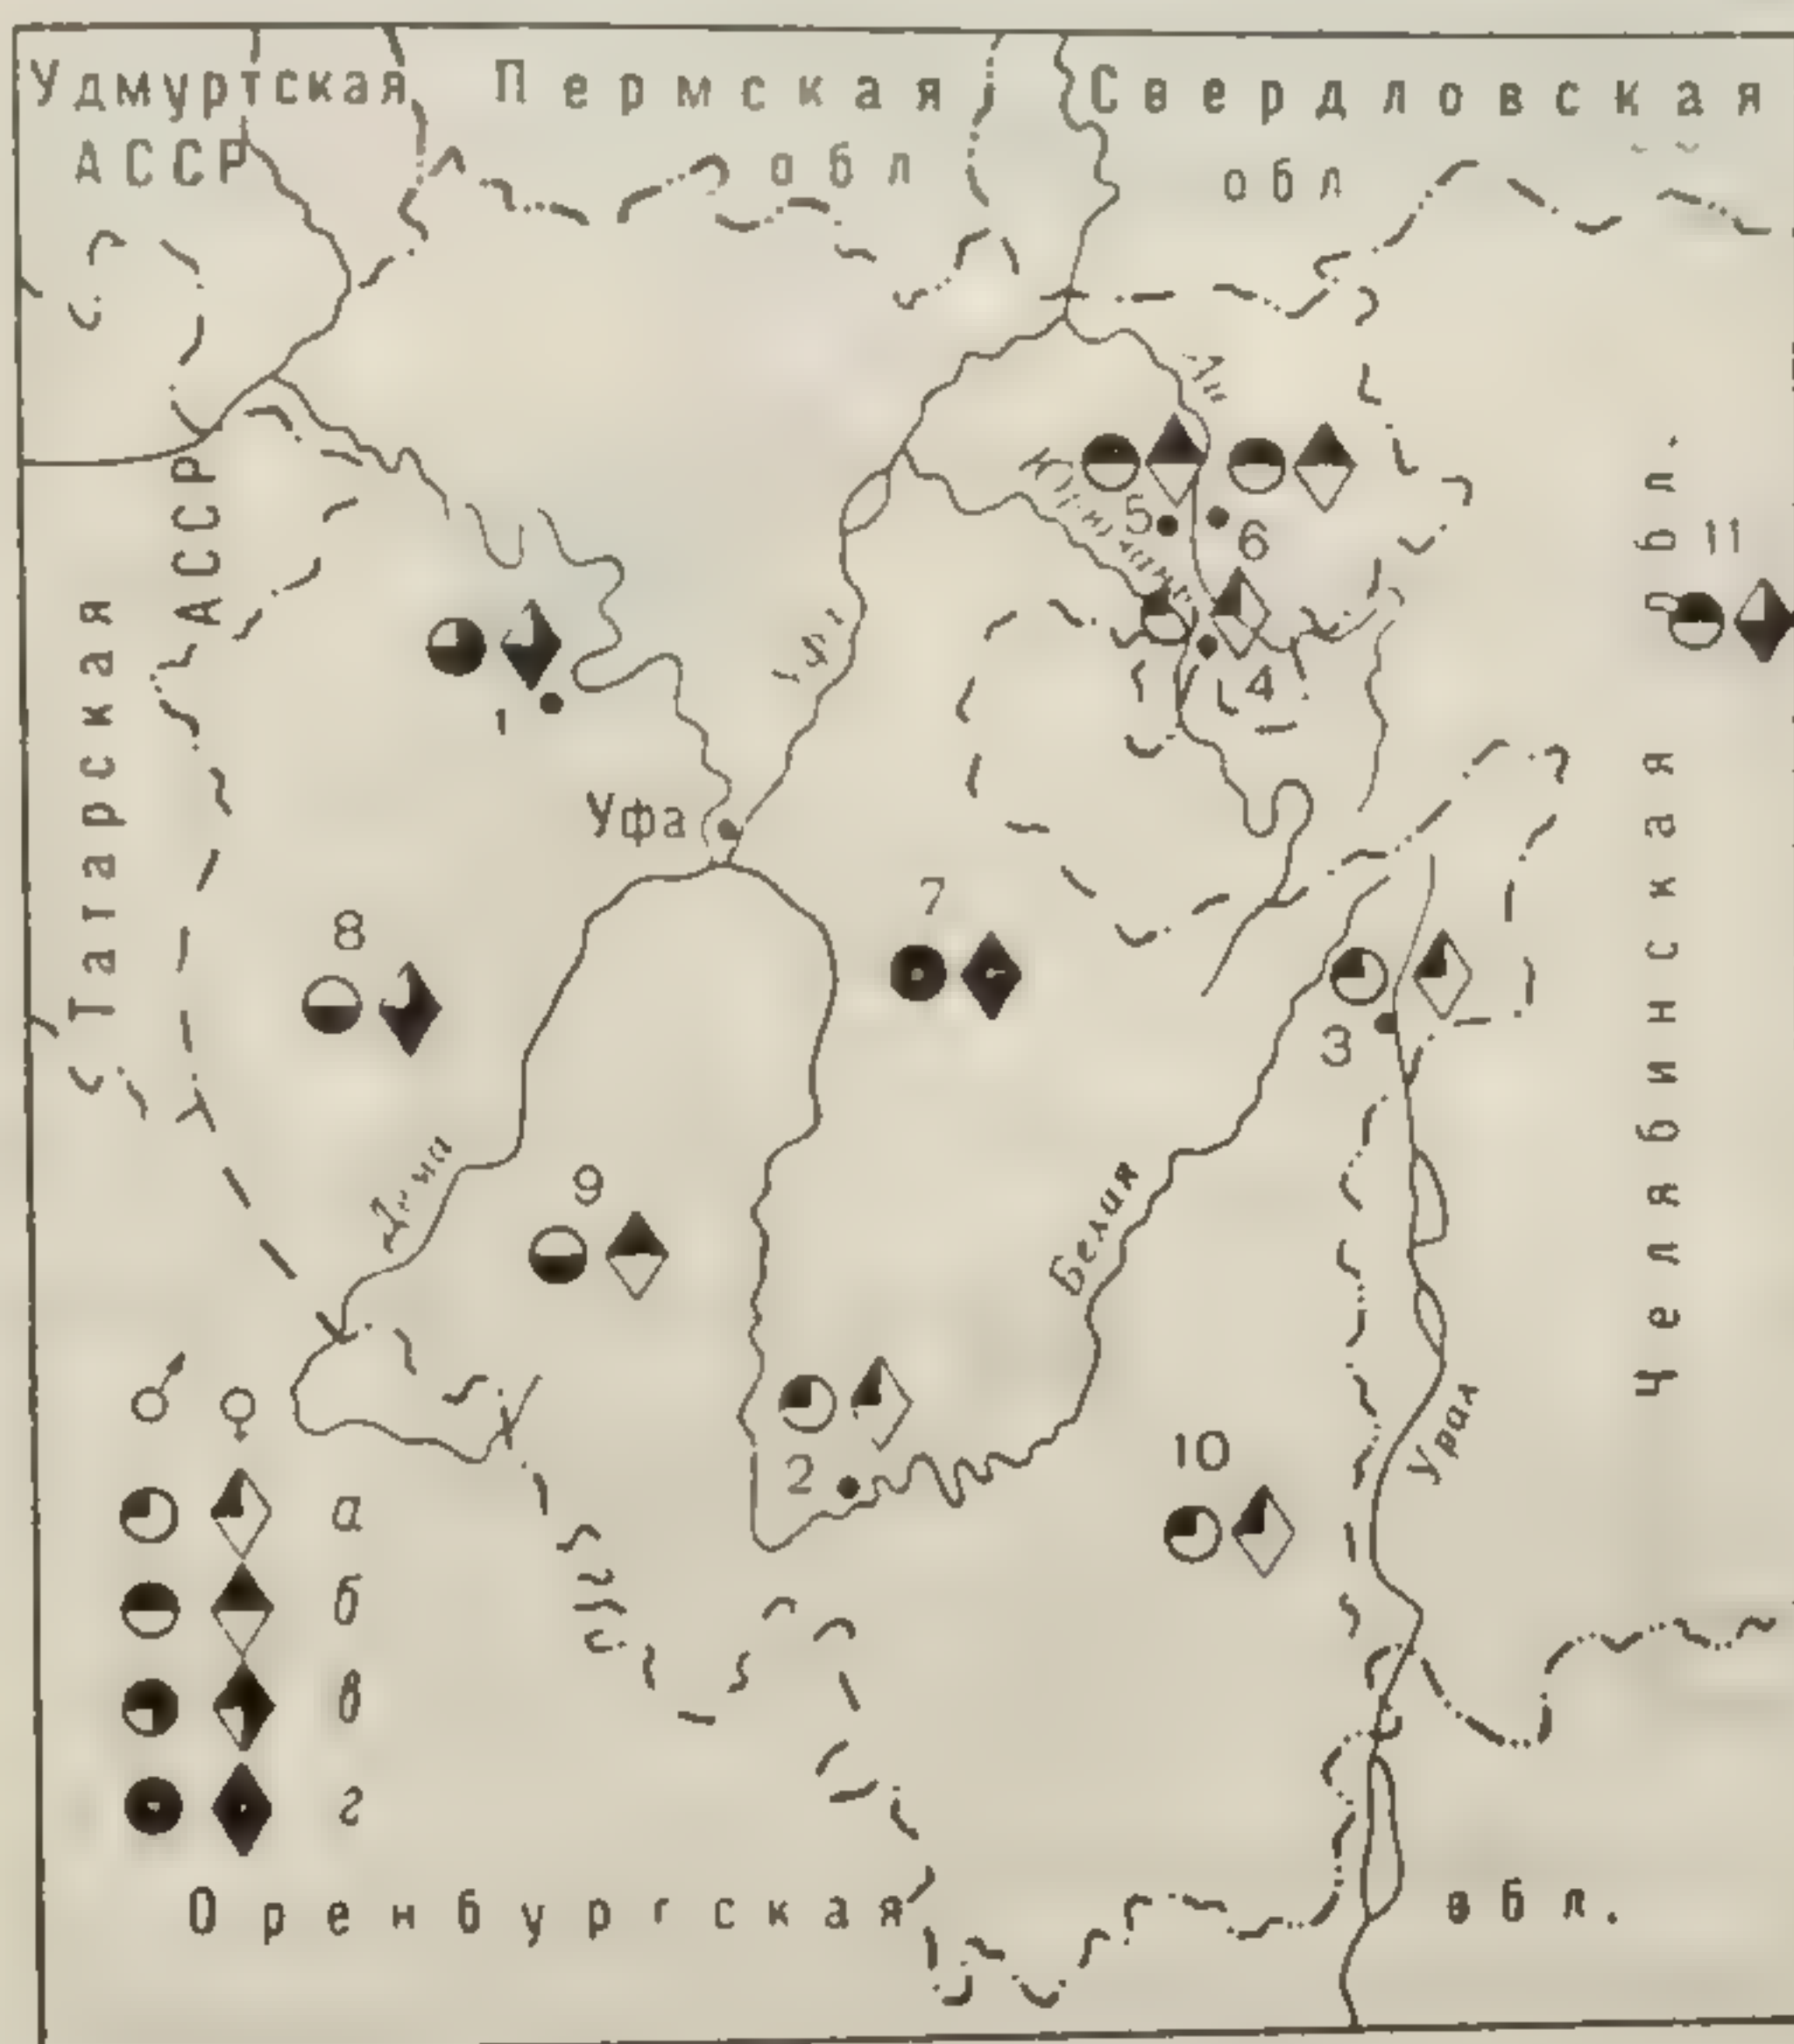 Удмуртская
АССР
Пермская
обл
Свердловская
обл
Татарская
АССР
Челябинская
обл.
Аи
5
6
4
11
1
Уфа
7
8
3
9
Белая
2
10
Урал
а
б
в
г
Оренбургская
обл.